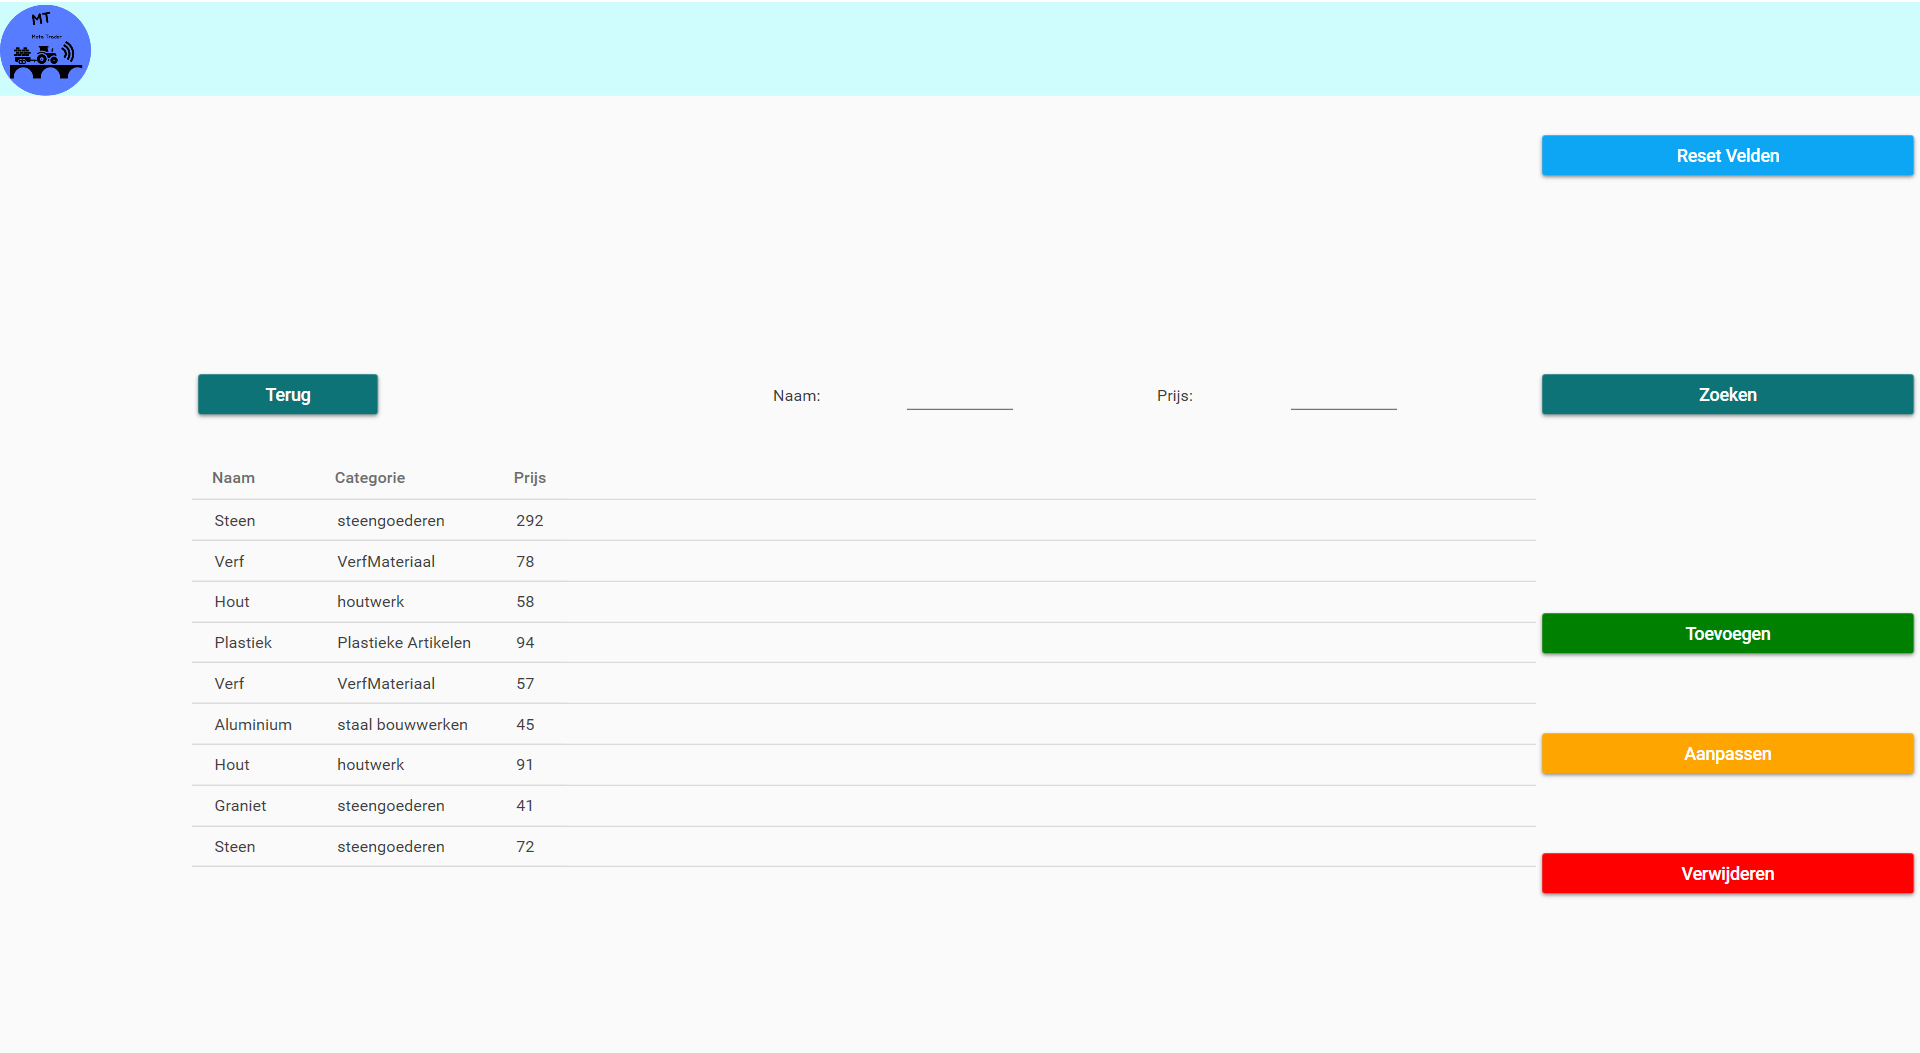 MT
Meta Trader
Reset Velden
Terug
Naam:
Prijs:
Zoeken
Naam Categorie Prijs
Steen steengoederen 292
Verf VerfMateriaal 78
Hout houtwerk 58
Plastiek Plastieke Artikelen 94
Verf VerfMateriaal 57
Aluminium staal bouwwerken 45
Hout houtwerk 91
Graniet steengoederen 41
Steen steengoederen 72
Toevoegen
Aanpassen
Verwijderen